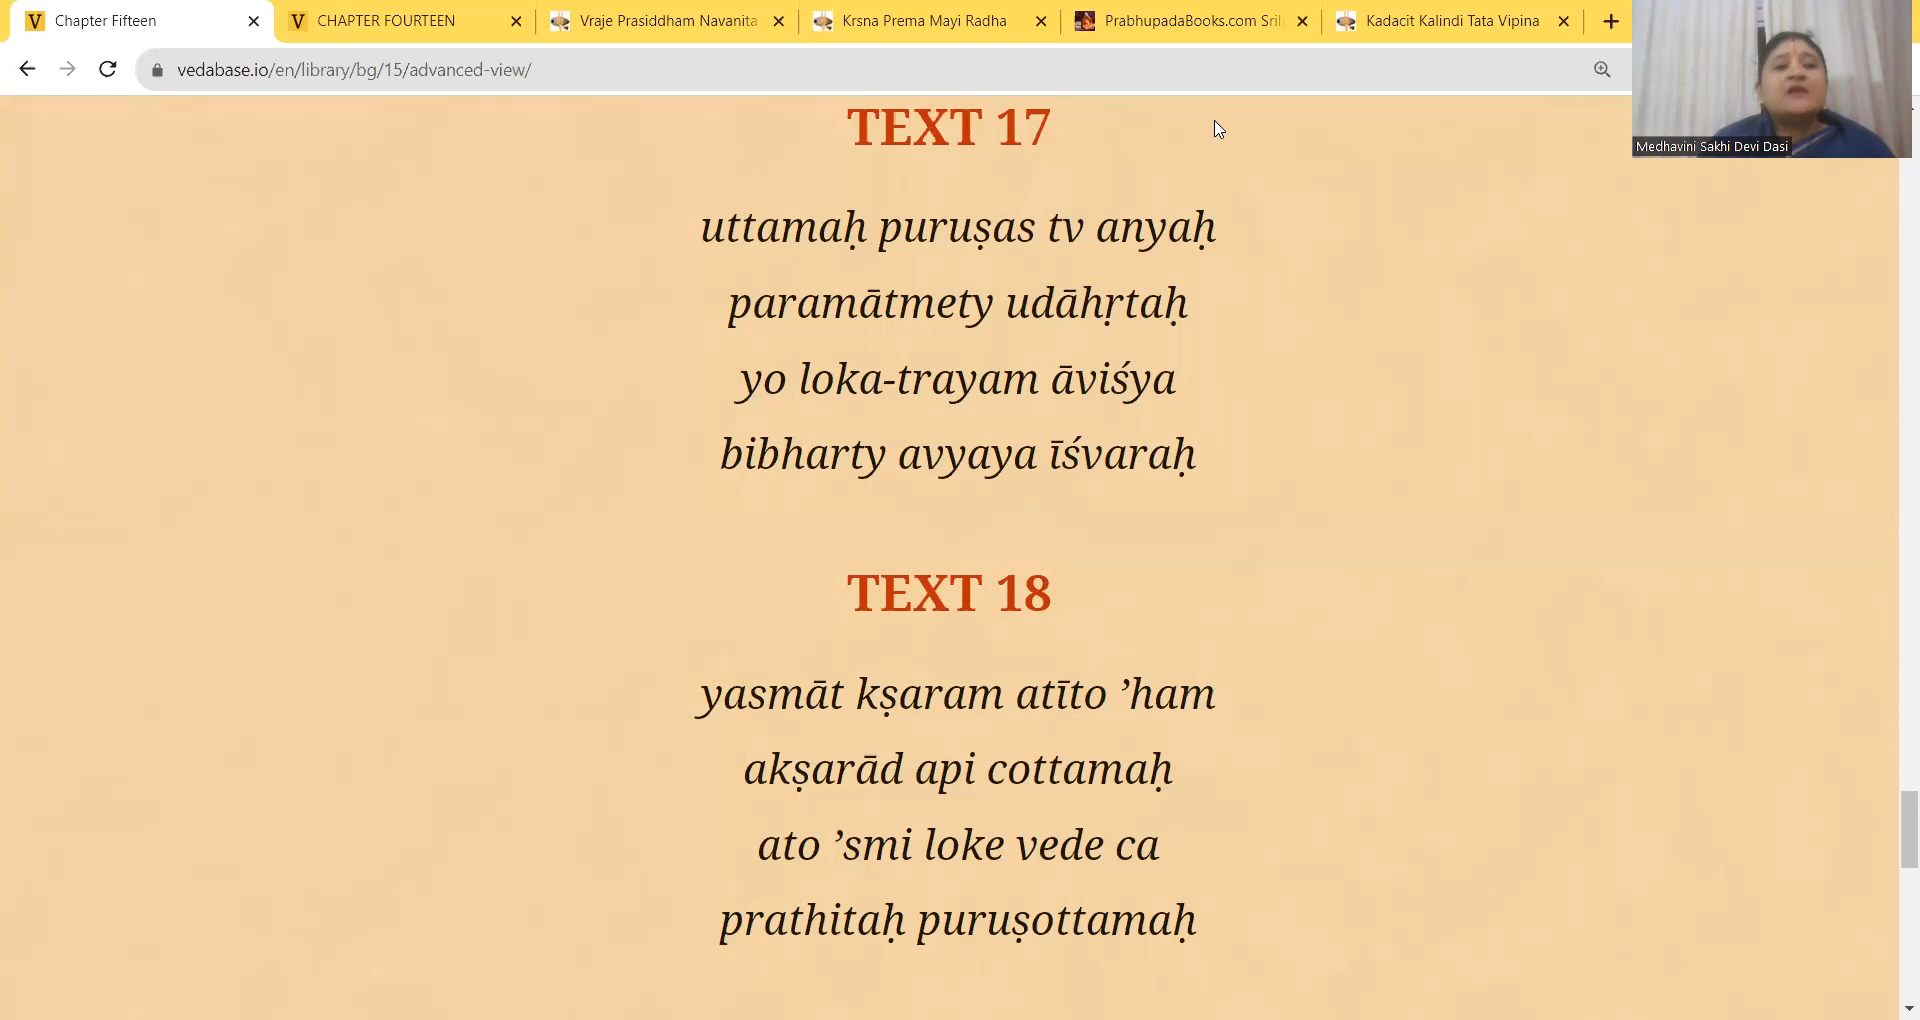 Chapter Fifteen
CHAPTER FOURTEEN
Vraje Prasiddham Navanita
Krsna Prema Mayi Radha
PrabhupadaBooks.com Sril
Kadacit Kalindi Tata Vipina
vedabase.io/en/library/bg/15/advanced-view/
Medhavini Sakhi Devi Dasi
TEXT 17
uttamaḥ puruṣas tv anyaḥ
paramātmety udāhṛtaḥ
yo loka-trayam āviśya
bibharty avyaya īśvaraḥ
TEXT 18
yasmāt kṣaram atīto ’ham
akṣarād api cottamaḥ
ato ’smi loke vede ca
prathitaḥ puruṣottamaḥ